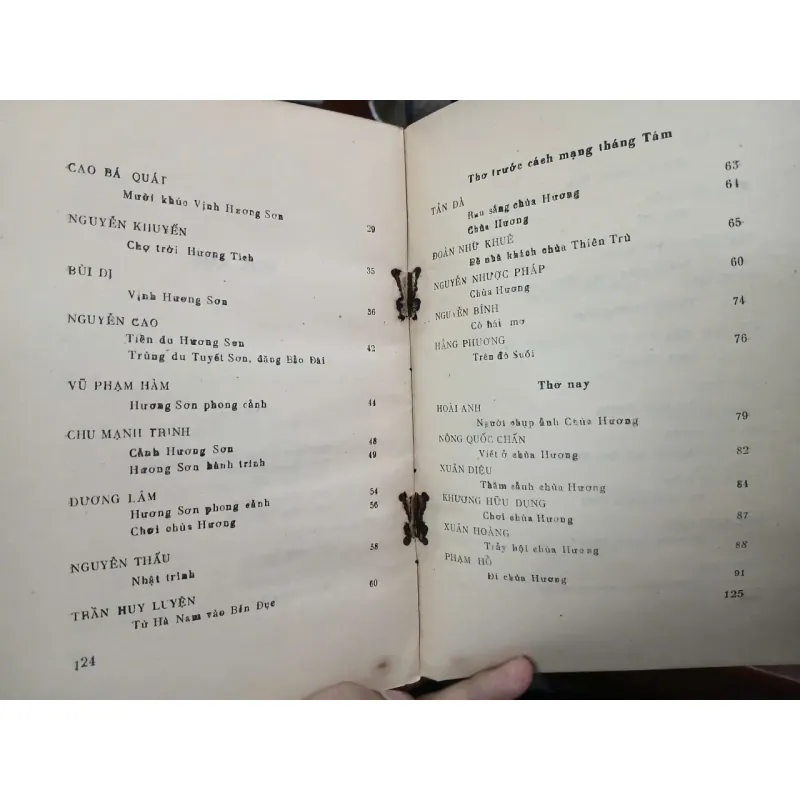 CAO BÁ QUÁT
Mười khúc Vịnh Hương Sơn 29
NGUYỄN KHUYẾN
Chợ trời Hương Tích 35
BÙI DỊ
Vịnh Hương Sơn 36
NGUYỄN CAO
Tiền du Hương Sơn 42
Trùng du Tuyết Sơn, đăng Bảo Đài
VŨ PHẠM HÀM
Hương Sơn phong cảnh 44
CHU MẠNH TRINH
Cảnh Hương Sơn 48
Hương Sơn hành trình 49
DƯƠNG LÂM
Hương Sơn phong cảnh 54
Chơi chùa Hương 56
NGUYỄN THẤU
Nhật trình 58
TRẦN HUY LUYỆN
Từ Hà Nam vào Bến Đục 60
124
Thơ trước cách mạng tháng Tám
TẢN ĐÀ
Rau sắng chùa Hương 63
Chùa Hương 64
ĐOÀN NHƯ KHUÊ
Đề nhà khách chùa Thiên Trù 65
NGUYỄN NHƯỢC PHÁP
Chùa Hương 60
NGUYỄN BÍNH
Cô hái mơ 74
HẰNG PHƯƠNG
Trên đò Suối 76
Thơ nay
HOÀI ANH
Người chụp ảnh Chùa Hương 79
NÔNG QUỐC CHẤN
Viết ở chùa Hương 82
XUÂN DIỆU
Thăm cảnh chùa Hương 84
KHƯƠNG HỮU DỤNG
Chơi chùa Hương 87
XUÂN HOÀNG
Trảy hội chùa Hương 88
PHẠM HỔ
Đi chùa Hương 91
125